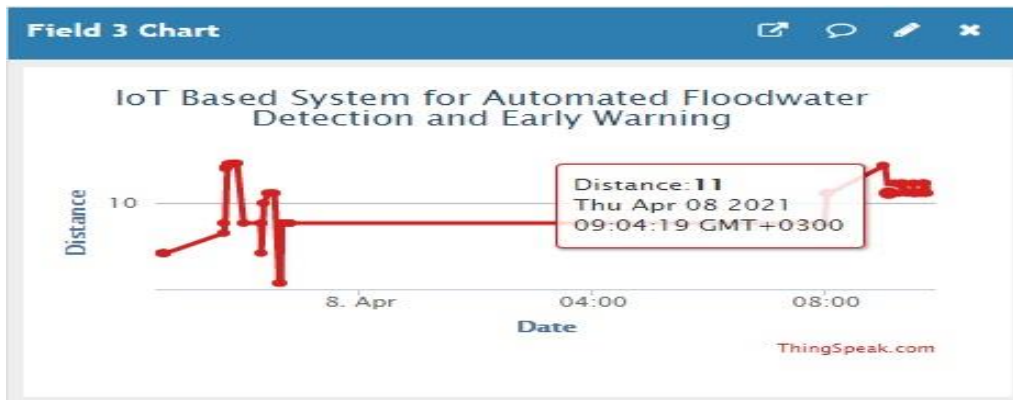 Field 3 Chart
IoT Based System for Automated Floodwater
Detection and Early Warning
Distance
10
Distance: 11
Thu Apr 08 2021
09:04:19 GMT+0300
8. Apr
04:00
08:00
Date
ThingSpeak.com